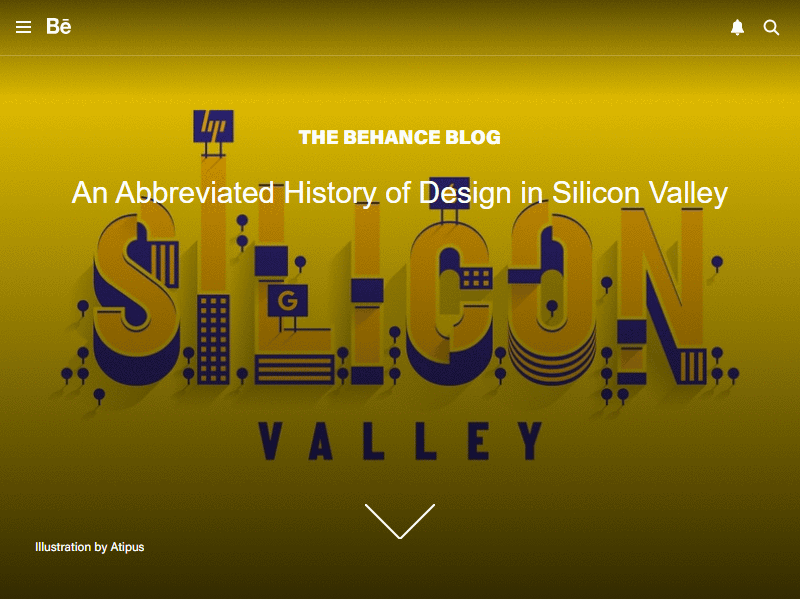 Bē
hp
THE BEHANCE BLOG
An Abbreviated History of Design in Silicon Valley
SILICON
G
VALLEY
Illustration by Atipus